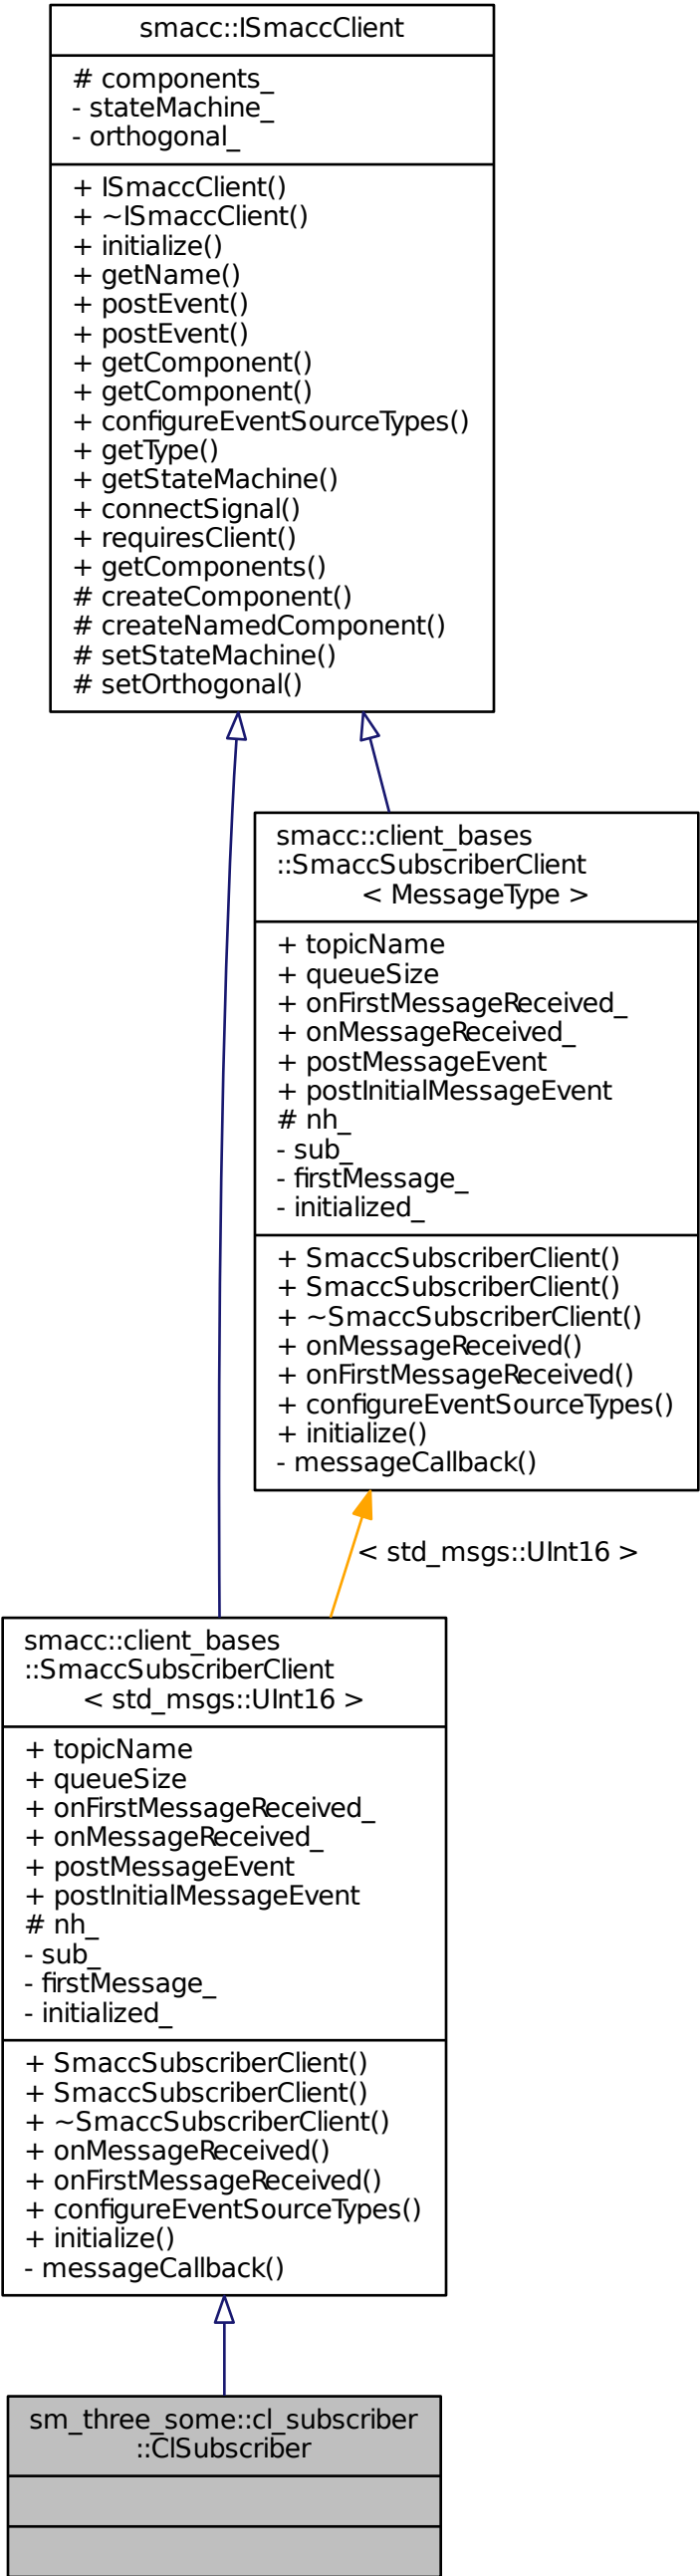 smacc::ISmaccClient
# components_
- stateMachine_
- orthogonal_
+ ISmaccClient()
+ ~ISmaccClient()
+ initialize()
+ getName()
+ postEvent()
+ postEvent()
+ getComponent()
+ getComponent()
+ configureEventSourceTypes()
+ getType()
+ getStateMachine()
+ connectSignal()
+ requiresClient()
+ getComponents()
# createComponent()
# createNamedComponent()
# setStateMachine()
# setOrthogonal()
smacc::client_bases
::SmaccSubscriberClient
< MessageType >
+ topicName
+ queueSize
+ onFirstMessageReceived_
+ onMessageReceived_
+ postMessageEvent
+ postInitialMessageEvent
# nh_
- sub_
- firstMessage_
- initialized_
+ SmaccSubscriberClient()
+ SmaccSubscriberClient()
+ ~SmaccSubscriberClient()
+ onMessageReceived()
+ onFirstMessageReceived()
+ configureEventSourceTypes()
+ initialize()
- messageCallback()
< std_msgs::UInt16 >
smacc::client_bases
::SmaccSubscriberClient
< std_msgs::UInt16 >
+ topicName
+ queueSize
+ onFirstMessageReceived_
+ onMessageReceived_
+ postMessageEvent
+ postInitialMessageEvent
# nh_
- sub_
- firstMessage_
- initialized_
+ SmaccSubscriberClient()
+ SmaccSubscriberClient()
+ ~SmaccSubscriberClient()
+ onMessageReceived()
+ onFirstMessageReceived()
+ configureEventSourceTypes()
+ initialize()
- messageCallback()
sm_three_some::cl_subscriber
::ClSubscriber